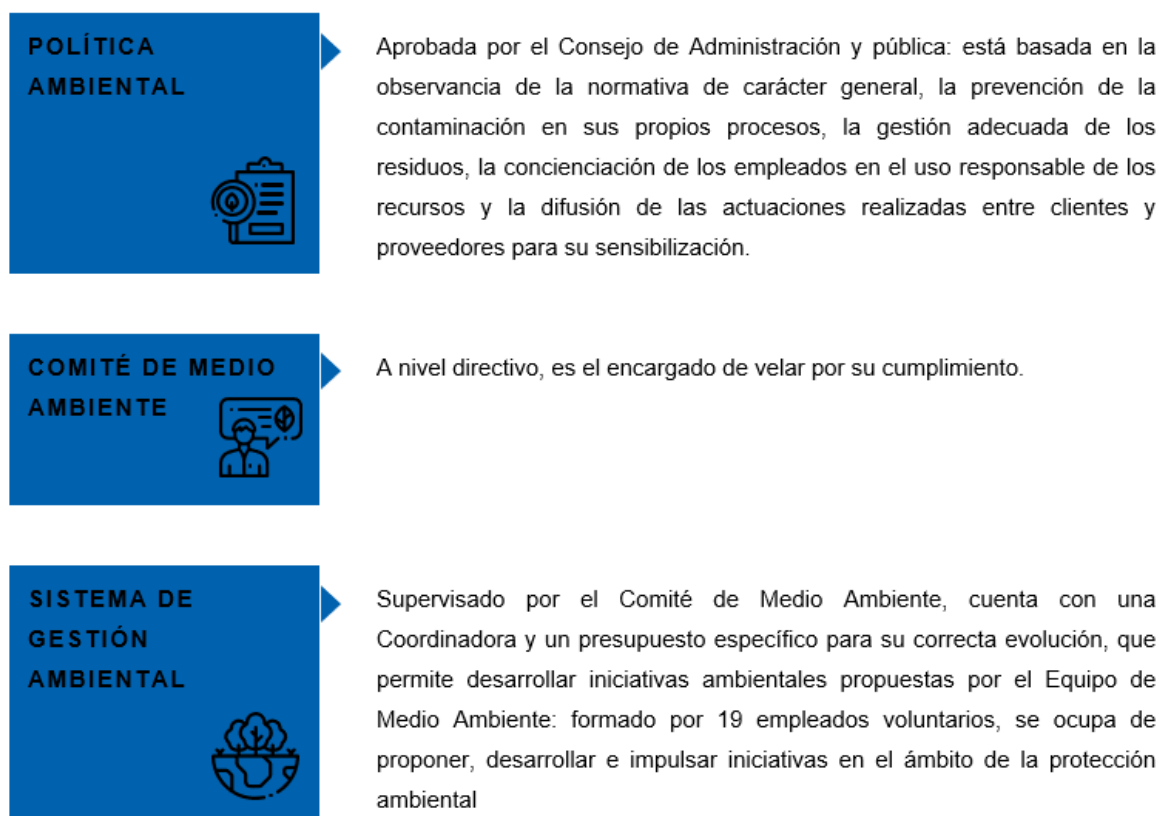 POLÍTICA
AMBIENTAL
Aprobada por el Consejo de Administración y pública: está basada en la
observancia de la normativa de carácter general, la prevención de la
contaminación en sus propios procesos, la gestión adecuada de los
residuos, la concienciación de los empleados en el uso responsable de los
recursos y la difusión de las actuaciones realizadas entre clientes y
proveedores para su sensibilización.
COMITÉ DE MEDIO
AMBIENTE
A nivel directivo, es el encargado de velar por su cumplimiento.
SISTEMA DE
GESTIÓN
AMBIENTAL
Supervisado por el Comité de Medio Ambiente, cuenta con una
Coordinadora y un presupuesto específico para su correcta evolución, que
permite desarrollar iniciativas ambientales propuestas por el Equipo de
Medio Ambiente: formado por 19 empleados voluntarios, se ocupa de
proponer, desarrollar e impulsar iniciativas en el ámbito de la protección
ambiental